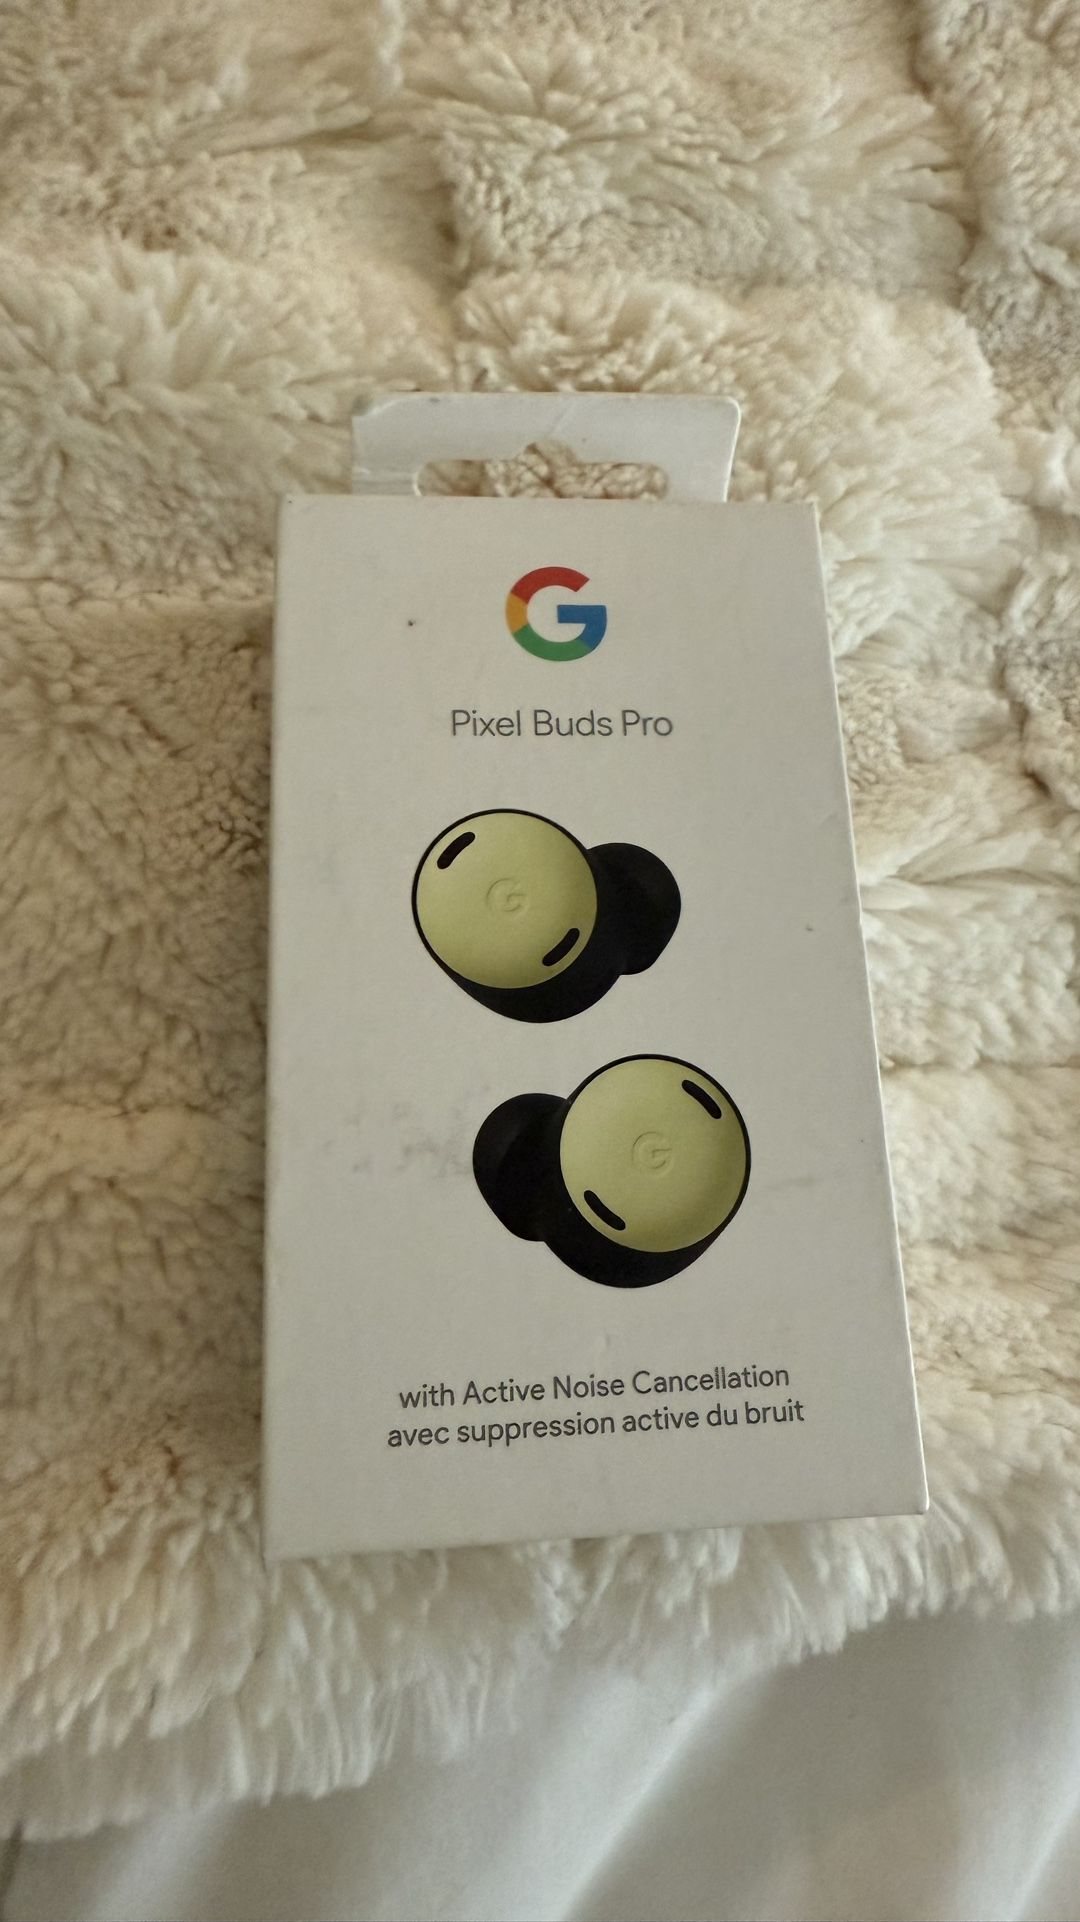 G
Pixel Buds Pro
G
G
with Active Noise Cancellation
avec suppression active du bruit